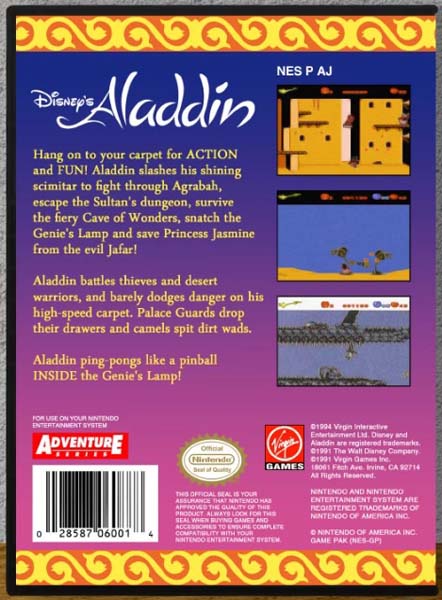 NES P AJ
Disney's Aladdin
Hang on to your carpet for ACTION
and FUN! Aladdin slashes his shining
scimitar to fight through Agrabah,
escape the Sultan's dungeon, survive
the fiery Cave of Wonders, snatch the
Genie's Lamp and save Princess Jasmine
from the evil Jafar!
Aladdin battles thieves and desert
warriors, and barely dodges danger on his
high-speed carpet. Palace Guards drop
their drawers and camels spit dirt wads.
Aladdin ping-pongs like a pinball
INSIDE the Genie's Lamp!
FOR USE ON YOUR NINTENDO
ENTERTAINMENT SYSTEM
ADVENTURE
SERIES
0 28587 06001 4
Official
Nintendo
Seal of Quality
THIS OFFICIAL SEAL IS YOUR
ASSURANCE THAT NINTENDO HAS
APPROVED THE QUALITY OF THIS
PRODUCT. ALWAYS LOOK FOR THIS
SEAL WHEN BUYING GAMES AND
ACCESSORIES TO ENSURE COMPLETE
COMPATIBILITY WITH YOUR
NINTENDO ENTERTAINMENT SYSTEM.
Virgin
GAMES
©1994 Virgin Interactive
Entertainment Ltd. Disney and
Aladdin are registered trademarks.
©1991 The Walt Disney Company.
©1991 Virgin Games Inc.
18061 Fitch Ave. Irvine, CA 92714
All Rights Reserved.
NINTENDO AND NINTENDO
ENTERTAINMENT SYSTEM ARE
REGISTERED TRADEMARKS OF
NINTENDO OF AMERICA INC.
© NINTENDO OF AMERICA INC.
GAME PAK (NES-GP)